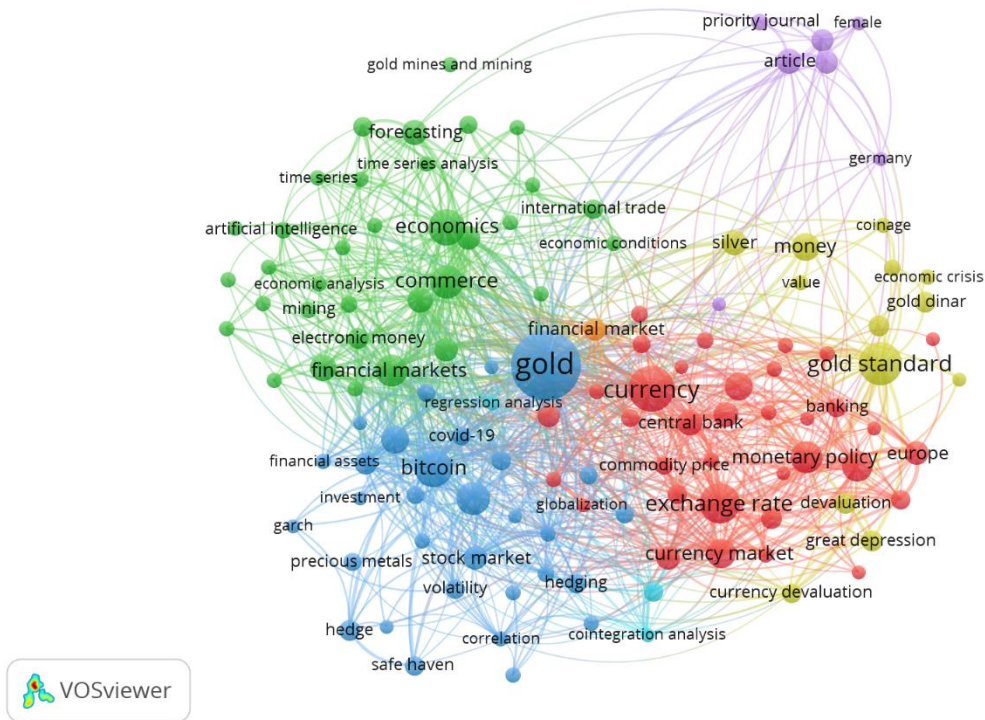 priority journal
female
article
gold mines and mining
forecasting
time series analysis
time series
germany
international trade
artificial intelligence
economics
economic conditions
silver
money
coinage
economic analysis
commerce
value
economic crisis
gold dinar
mining
electronic money
financial market
gold
gold standard
financial markets
regression analysis
currency
banking
central bank
covid-19
financial assets
bitcoin
commodity price
monetary policy
europe
investment
globalization
exchange rate
devaluation
garch
great depression
precious metals
stock market
currency market
volatility
hedging
currency devaluation
hedge
correlation
cointegration analysis
safe haven
VOSviewer